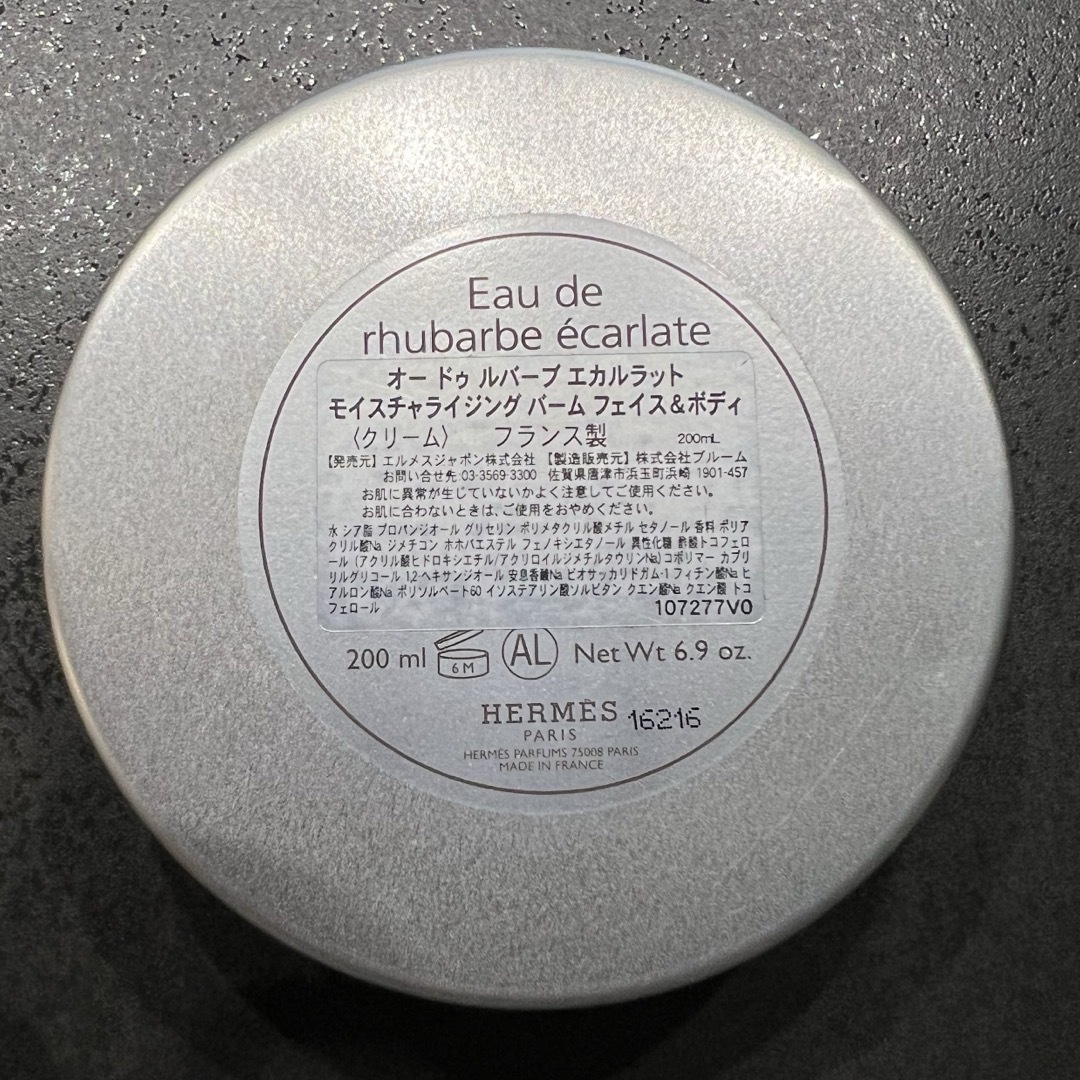 Eau de
rhubarbe écarlate
オー ドゥ ルバーブ エカルラット
モイスチャライジング バーム フェイス&ボディ
〈クリーム〉 フランス製 200mL
【発売元】エルメスジャポン株式会社 【製造販売元】株式会社ブルーム
お問い合せ先:03-3569-3300 佐賀県唐津市浜玉町浜崎 1901-457
お肌に異常が生じていないかよく注意してご使用ください。
お肌に合わないときは、ご使用をおやめください。
水 シア脂 プロパンジオール グリセリン ポリメタクリル酸メチル セタノール 香料 ポリア
クリル酸Na ジメチコン ホホバエステル フェノキシエタノール 異性化糖 酢酸トコフェロ
ール (アクリル酸ヒドロキシエチル/アクリロイルジメチルタウリンNa)コポリマー カプリ
リルグリコール 1,2-ヘキサンジオール 安息香酸Na ビオサッカリドガム-1 フィチン酸Na ヒ
アルロン酸Na ポリソルベート60 イソステアリン酸ソルビタン クエン酸Na クエン酸 トコ
フェロール 107277V0
200 ml 6M AL Net Wt 6.9 oz.
HERMÈS 16216
PARIS
HERMÈS PARFUMS 75008 PARIS
MADE IN FRANCE